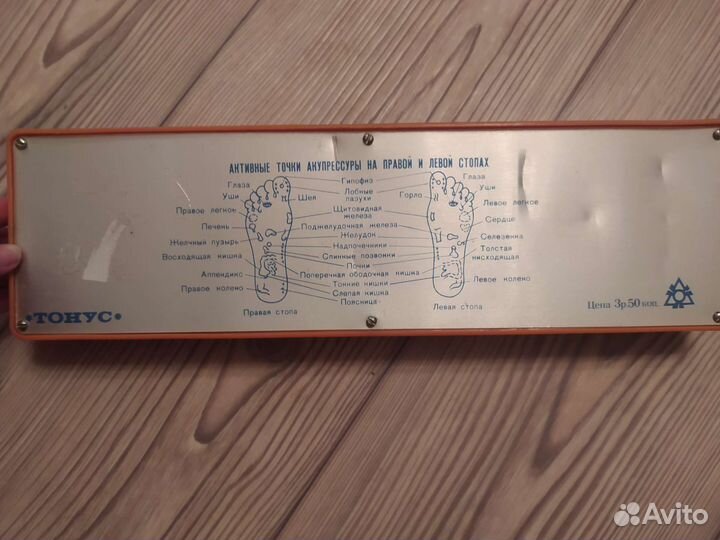 АКТИВНЫЕ ТОЧКИ АКУПРЕССУРЫ НА ПРАВОЙ И ЛЕВОЙ СТОПАХ
Глаза
Уши
Шея
Правое легкое
Печень
Желчный пузырь
Восходящая кишка
Аппендикс
Правое колено
Правая стопа
Гипофиз
Лобные
пазухи
Щитовидная
железа
Поджелудочная железа
Желудок
Надпочечники
Спинные позвонки
Почки
Поперечная ободочная кишка
Тонкие кишки
Слепая кишка
Поясница
Глаза
Уши
Горло
Левое легкое
Сердце
Селезенка
Толстая
нисходящая
Левое колено
Левая стопа
•ТОНУС•
Цена 3р50коп.
Avito